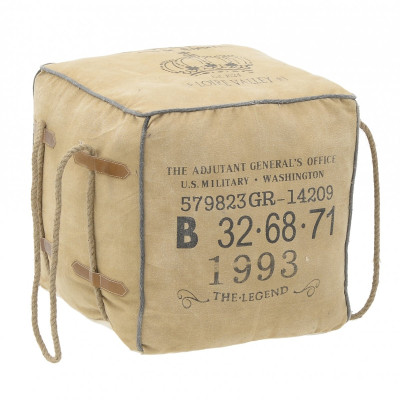 THE ADJUTANT GENERAL'S OFFICE
U.S. MILITARY • WASHINGTON
579823GR-14209
B 32·68·71
1993
THE·LEGEND